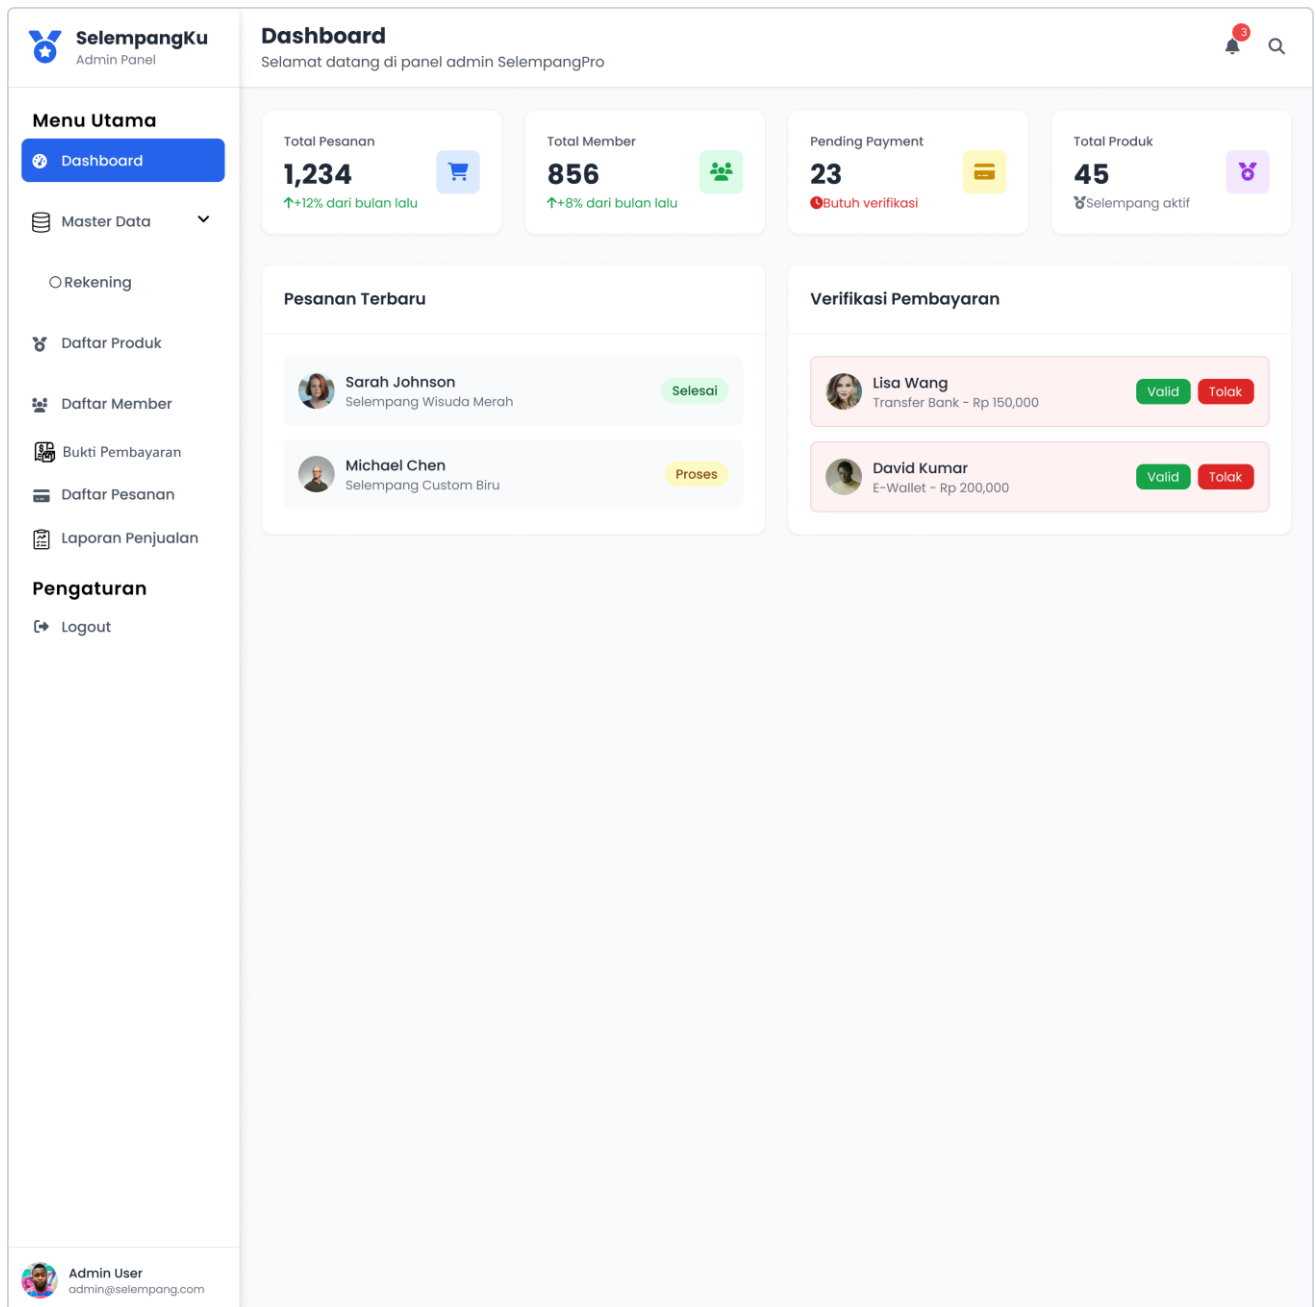 SelempangKu
Admin Panel
Menu Utama
Dashboard
Master Data
Rekening
Daftar Produk
Daftar Member
Bukti Pembayaran
Daftar Pesanan
Laporan Penjualan
Pengaturan
Logout
Admin User
admin@selempang.com
Dashboard
Selamat datang di panel admin SelempangPro
3
Total Pesanan
1,234
+12% dari bulan lalu
Total Member
856
+8% dari bulan lalu
Pending Payment
23
Butuh verifikasi
Total Produk
45
Selempang aktif
Pesanan Terbaru
Sarah Johnson
Selempang Wisuda Merah
Selesai
Michael Chen
Selempang Custom Biru
Proses
Verifikasi Pembayaran
Lisa Wang
Transfer Bank - Rp 150,000
Valid Tolak
David Kumar
E-Wallet - Rp 200,000
Valid Tolak